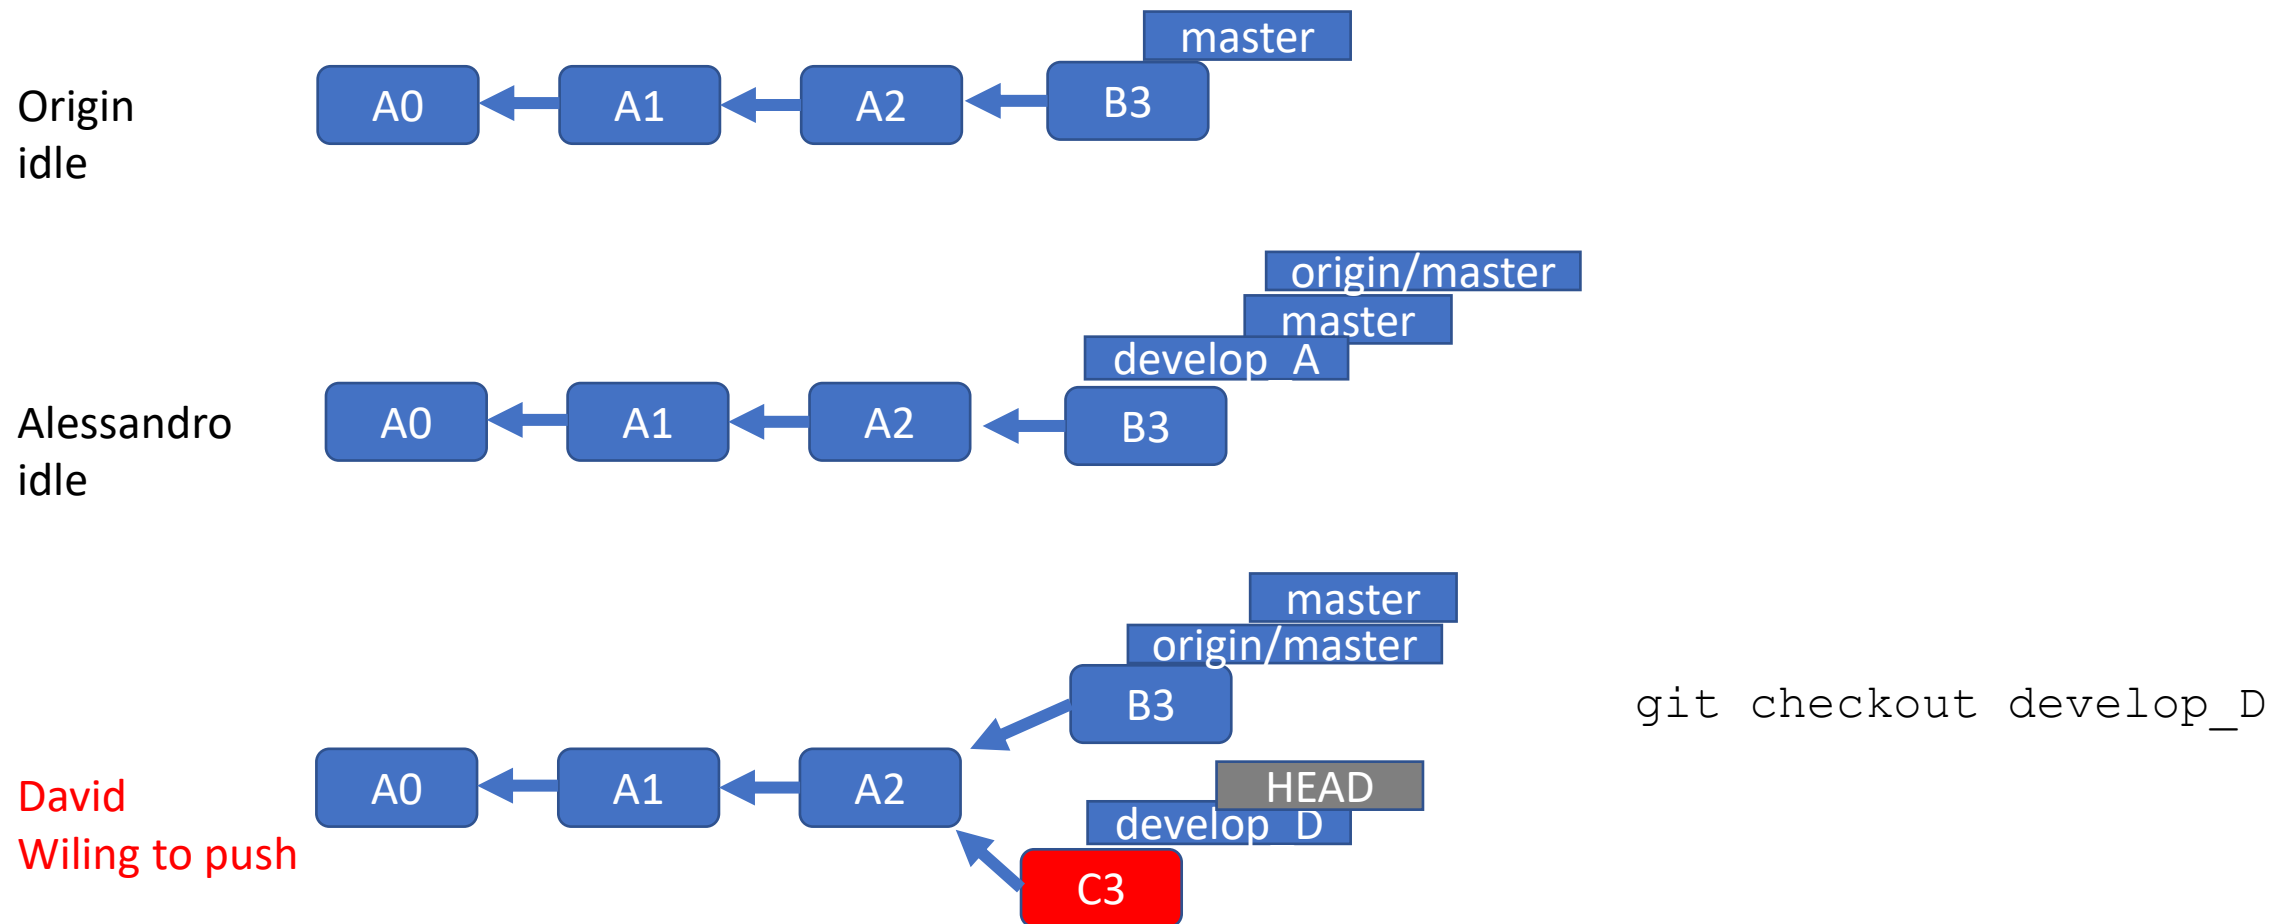 master
Origin
idle
A0
A1
A2
B3
origin/master
master
develop_A
Alessandro
idle
A0
A1
A2
B3
master
origin/master
B3
git checkout develop_D
David
Wiling to push
A0
A1
A2
HEAD
develop_D
C3